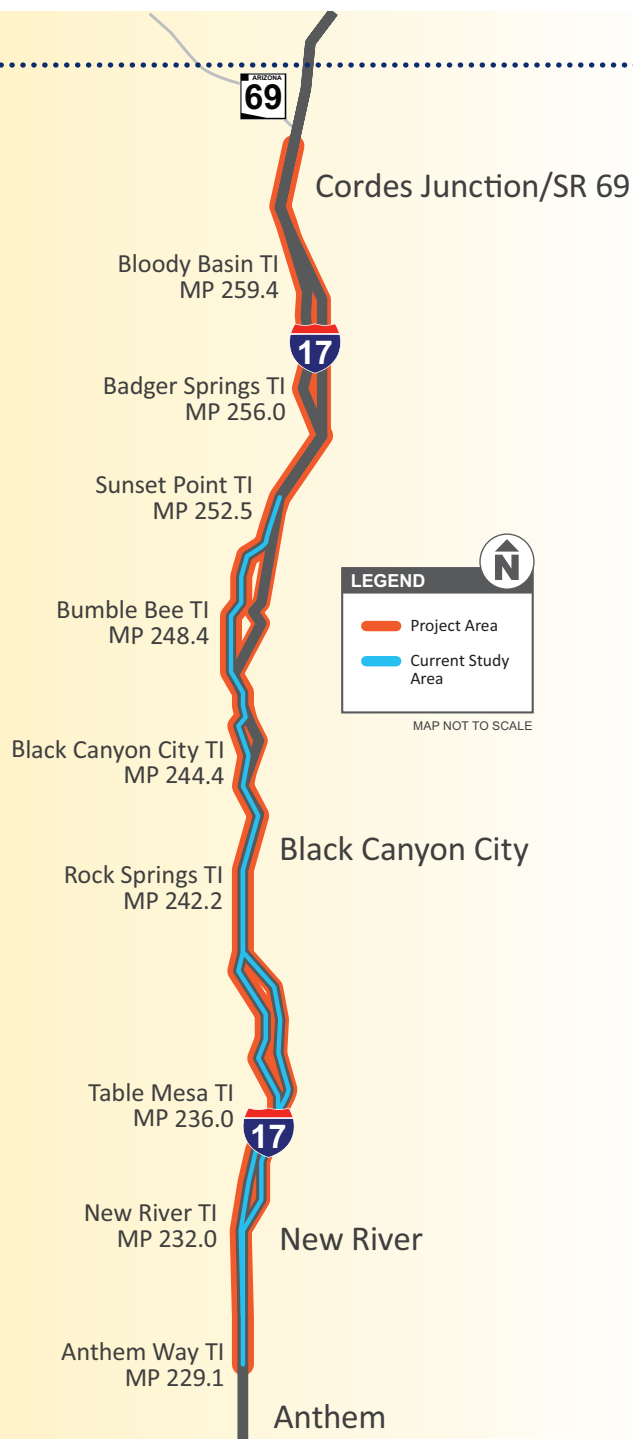 ARIZONA
69
Cordes Junction/SR 69
Bloody Basin TI
MP 259.4
17
Badger Springs TI
MP 256.0
Sunset Point TI
MP 252.5
N
LEGEND
Project Area
Current Study
Area
MAP NOT TO SCALE
Bumble Bee TI
MP 248.4
Black Canyon City TI
MP 244.4
Black Canyon City
Rock Springs TI
MP 242.2
Table Mesa TI
MP 236.0
17
New River TI
MP 232.0
New River
Anthem Way TI
MP 229.1
Anthem